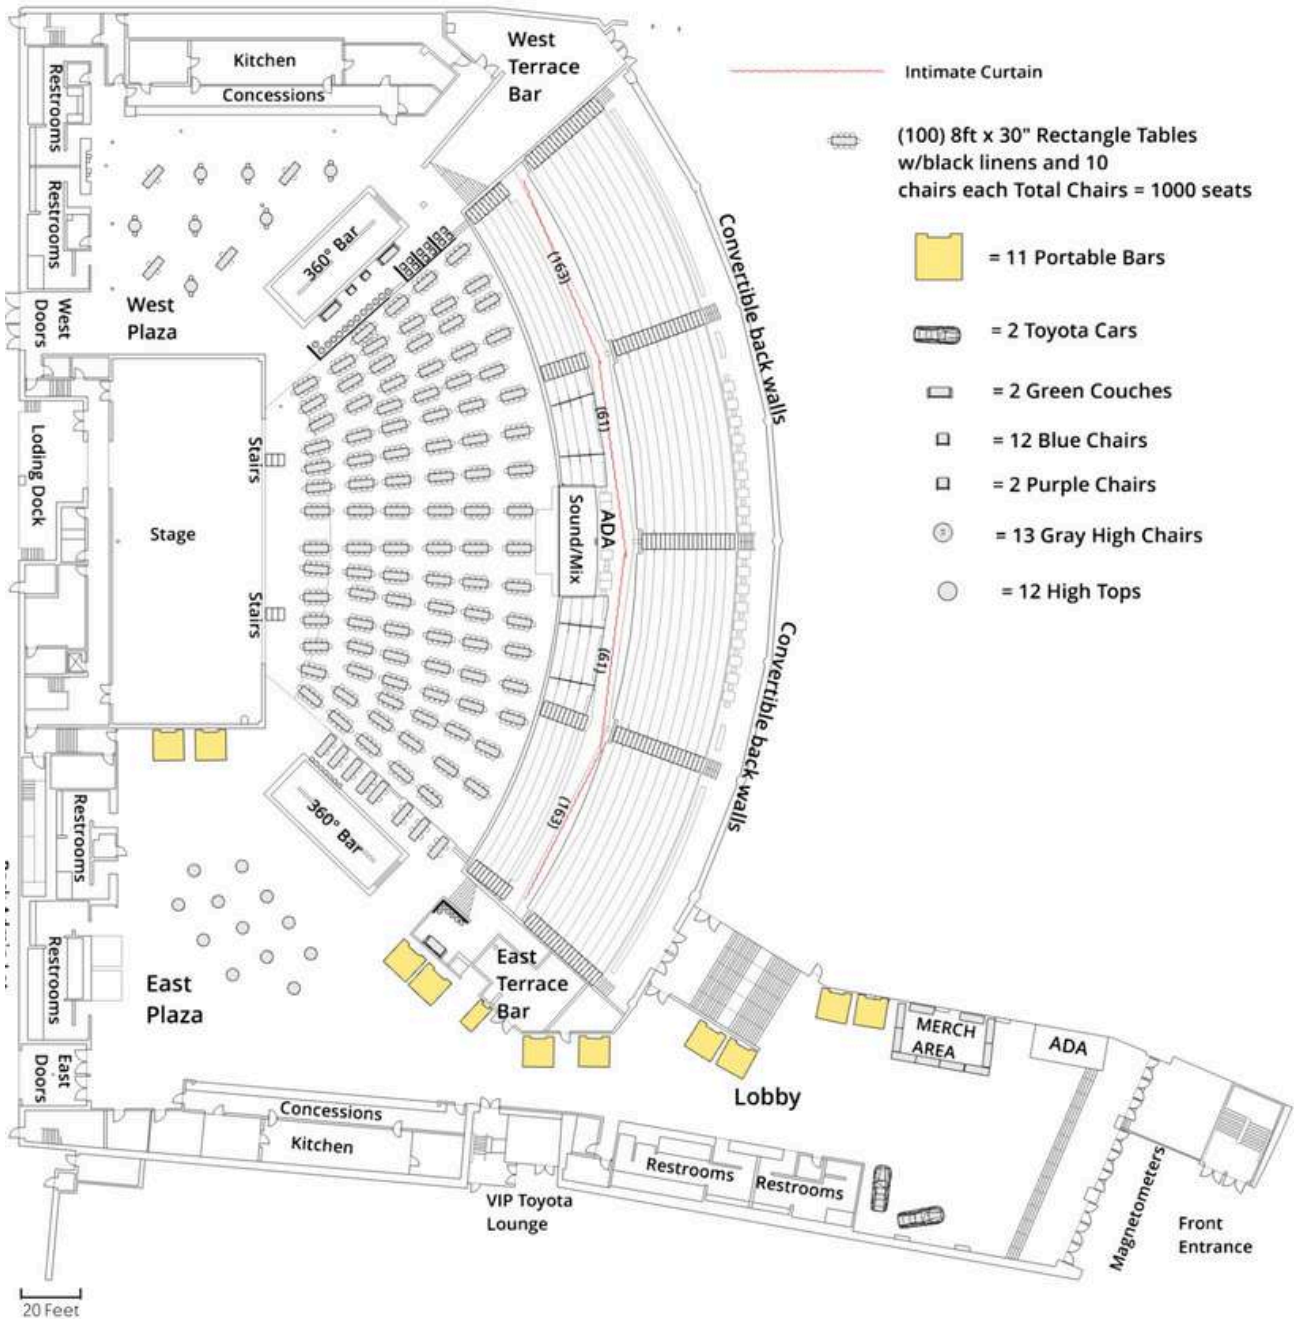 West
Terrace
Bar
Kitchen
Concessions
Restrooms
Restrooms
Intimate Curtain
(100) 8ft x 30" Rectangle Tables
w/black linens and 10
chairs each Total Chairs = 1000 seats
= 11 Portable Bars
= 2 Toyota Cars
= 2 Green Couches
= 12 Blue Chairs
= 2 Purple Chairs
= 13 Gray High Chairs
= 12 High Tops
360° Bar
(163)
Convertible back walls
West
Doors
West
Plaza
(61)
Loding Dock
Stairs
Stage
Sound/Mix
ADA
Stairs
(61)
Convertible back walls
(163)
360° Bar
Restrooms
Restrooms
East
Plaza
East
Terrace
Bar
East
Doors
MERCH
AREA
ADA
Lobby
Concessions
Kitchen
Restrooms
Restrooms
VIP Toyota
Lounge
Magnetometers
Front
Entrance
20 Feet